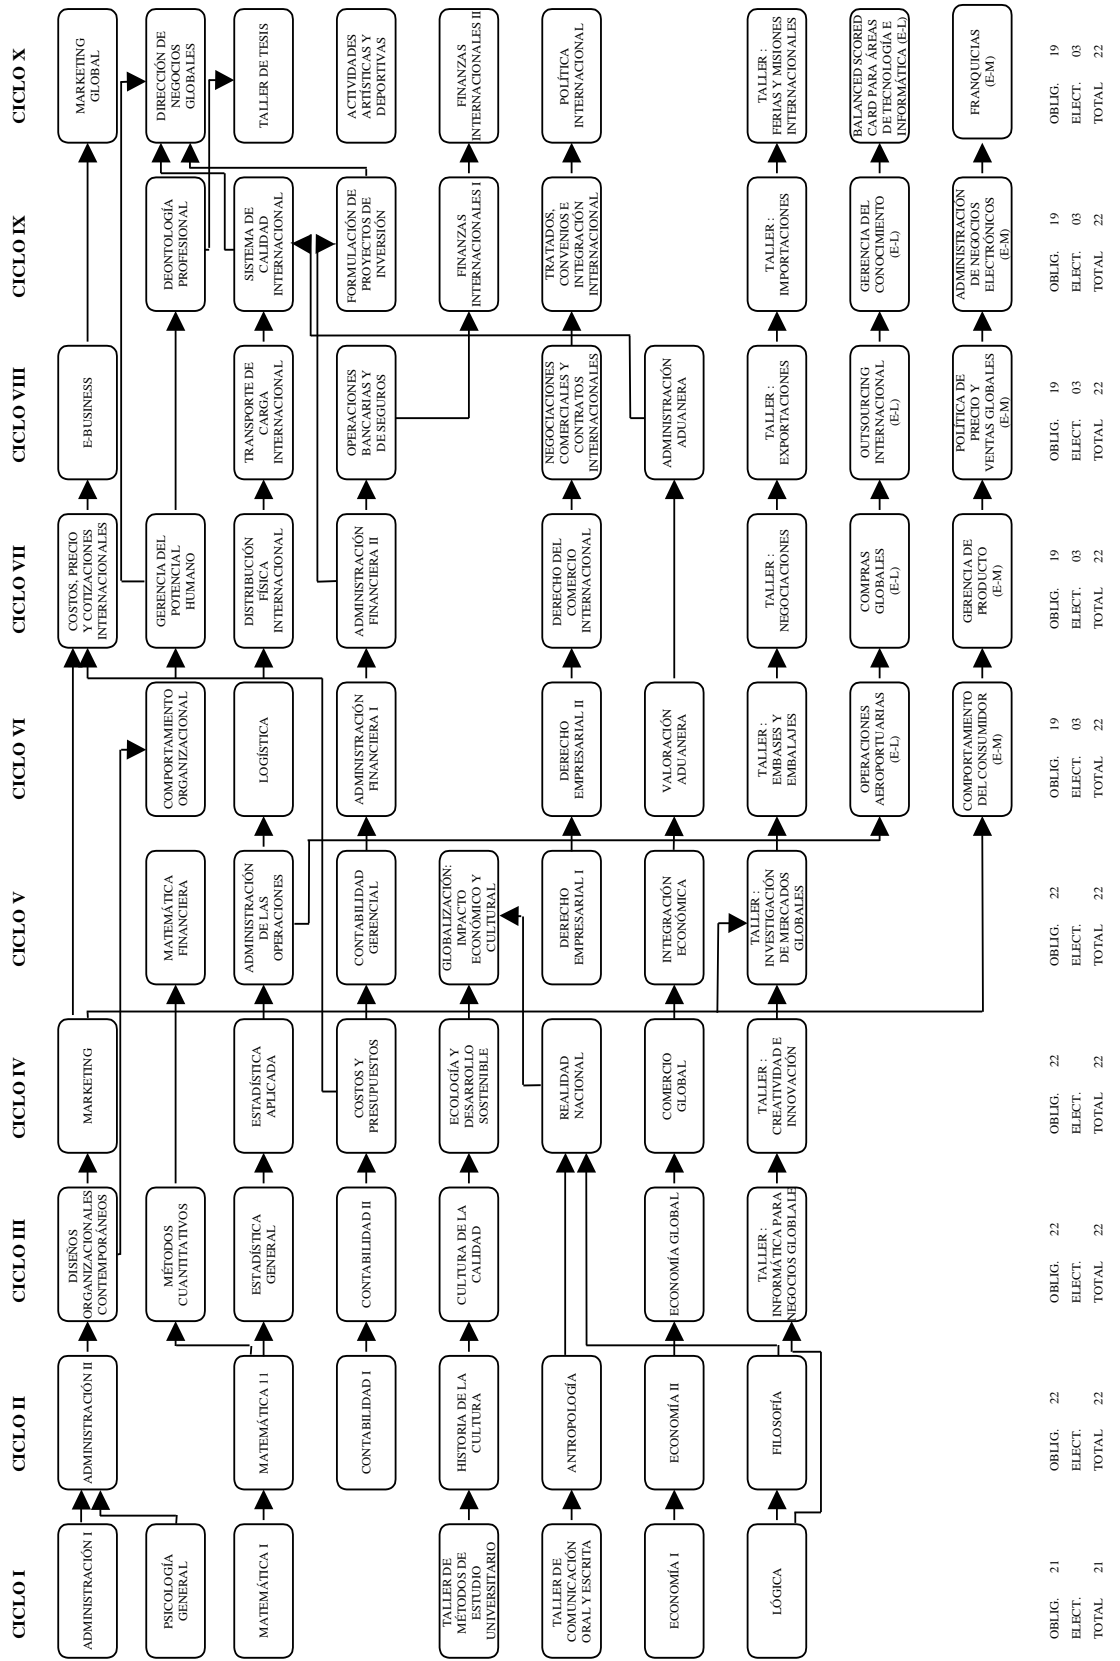 CICLO I
CICLO II
CICLO III
CICLO IV
CICLO V
CICLO VI
CICLO VII
CICLO VIII
CICLO IX
CICLO X
ADMINISTRACIÓN I
ADMINISTRACIÓN II
DISEÑOS
ORGANIZACIONALES
CONTEMPORÁNEOS
MARKETING
COSTOS, PRECIO
Y COTIZACIONES
INTERNACIONALES
E-BUSINESS
MARKETING
GLOBAL
PSICOLOGÍA
GENERAL
MÉTODOS
CUANTITATIVOS
MATEMÁTICA
FINANCIERA
COMPORTAMIENTO
ORGANIZACIONAL
GERENCIA DEL
POTENCIAL
HUMANO
DEONTOLOGÍA
PROFESIONAL
DIRECCIÓN DE
NEGOCIOS
GLOBALES
MATEMÁTICA I
MATEMÁTICA 11
ESTADÍSTICA
GENERAL
ESTADÍSTICA
APLICADA
ADMINISTRACIÓN
DE LAS
OPERACIONES
LOGÍSTICA
DISTRIBUCIÓN
FÍSICA
INTERNACIONAL
TRANSPORTE DE
CARGA
INTERNACIONAL
SISTEMA DE
CALIDAD
INTERNACIONAL
TALLER DE TESIS
CONTABILIDAD I
CONTABILIDAD II
COSTOS Y
PRESUPUESTOS
CONTABILIDAD
GERENCIAL
ADMINISTRACIÓN
FINANCIERA I
ADMINISTRACIÓN
FINANCIERA II
OPERACIONES
BANCARIAS Y
DE SEGUROS
FORMULACIÓN DE
PROYECTOS DE
INVERSIÓN
ACTIVIDADES
ARTÍSTICAS Y
DEPORTIVAS
TALLER DE
MÉTODOS DE
ESTUDIO
UNIVERSITARIO
HISTORIA DE LA
CULTURA
CULTURA DE LA
CALIDAD
ECOLOGÍA Y
DESARROLLO
SOSTENIBLE
GLOBALIZACIÓN:
IMPACTO
ECONÓMICO Y
CULTURAL
FINANZAS
INTERNACIONALES I
FINANZAS
INTERNACIONALES II
TALLER DE
COMUNICACIÓN
ORAL Y ESCRITA
ANTROPOLOGÍA
REALIDAD
NACIONAL
DERECHO
EMPRESARIAL I
DERECHO
EMPRESARIAL II
DERECHO DEL
COMERCIO
INTERNACIONAL
NEGOCIACIONES
COMERCIALES Y
CONTRATOS
INTERNACIONALES
TRATADOS,
CONVENIOS E
INTEGRACIÓN
INTERNACIONAL
POLÍTICA
INTERNACIONAL
ECONOMÍA I
ECONOMÍA II
ECONOMÍA GLOBAL
COMERCIO
GLOBAL
INTEGRACIÓN
ECONÓMICA
VALORACIÓN
ADUANERA
ADMINISTRACIÓN
ADUANERA
LÓGICA
FILOSOFÍA
TALLER :
INFORMÁTICA PARA
NEGOCIOS GLOBLALE
TALLER :
CREATIVIDAD E
INNOVACIÓN
TALLER :
INVESTIGACIÓN
DE MERCADOS
GLOBALES
TALLER :
EMBASES Y
EMBALAJES
TALLER :
NEGOCIACIONES
TALLER :
EXPORTACIONES
TALLER :
IMPORTACIONES
TALLER :
FERIAS Y MISIONES
INTERNACIONALES
OPERACIONES
AEROPORTUARIAS
(E-L)
COMPRAS
GLOBALES
(E-L)
OUTSOURCING
INTERNACIONAL
(E-L)
GERENCIA DEL
CONOCIMIENTO
(E-L)
BALANCED SCORED
CARD PARA ÁREAS
DE TECNOLOGÍA E
INFORMÁTICA (E-L)
COMPORTAMIENTO
DEL CONSUMIDOR
(E-M)
GERENCIA DE
PRODUCTO
(E-M)
POLÍTICA DE
PRECIO Y
VENTAS GLOBALES
(E-M)
ADMINISTRACIÓN
DE NEGOCIOS
ELECTRÓNICOS
(E-M)
FRANQUICIAS
(E-M)
OBLIG. 21
ELECT.
TOTAL 21
OBLIG. 22
ELECT.
TOTAL 22
OBLIG. 22
ELECT.
TOTAL 22
OBLIG. 22
ELECT.
TOTAL 22
OBLIG. 22
ELECT.
TOTAL 22
OBLIG. 19
ELECT. 03
TOTAL 22
OBLIG. 19
ELECT. 03
TOTAL 22
OBLIG. 19
ELECT. 03
TOTAL 22
OBLIG. 19
ELECT. 03
TOTAL 22
OBLIG. 19
ELECT. 03
TOTAL 22